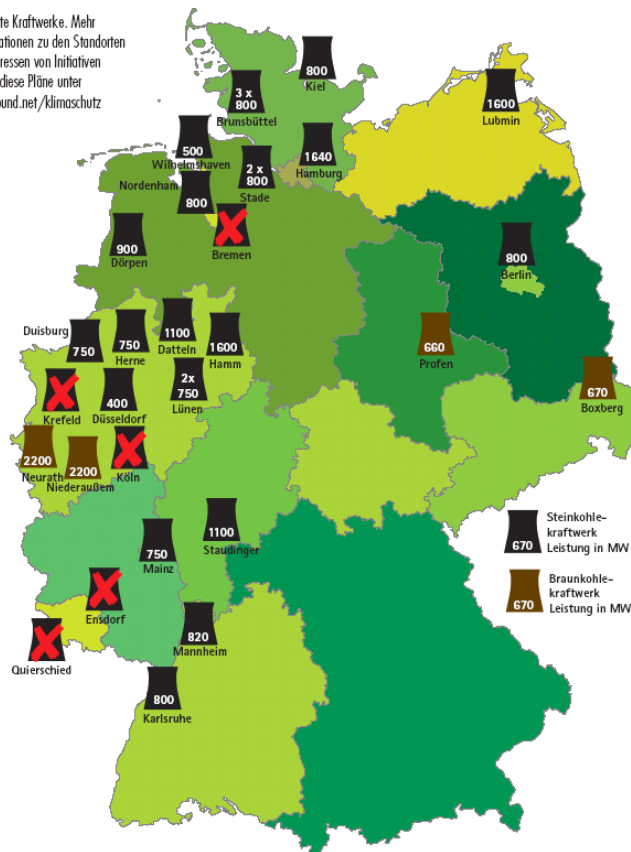 te Kraftwerke. Mehr
ationen zu den Standorten
ressen von Initiativen
diese Pläne unter
ound.net/klimaschutz
800
Kiel
3 x
800
Brunsbüttel
1600
Lubmin
500
Wilhelmshaven
1640
Hamburg
2 x
800
Stade
Nordenham
800
Bremen
900
Dörpen
800
Berlin
Duisburg
750
750
Herne
1100
Datteln
1600
Hamm
660
Profen
670
Boxberg
Krefeld
400
Düsseldorf
2x
750
Lünen
2200
Neurath
2200
Niederaußem
Köln
1100
Staudinger
750
Mainz
670
Steinkohle-
kraftwerk
Leistung in MW
670
Braunkohle-
kraftwerk
Leistung in MW
Ensdorf
Quierschied
820
Mannheim
800
Karlsruhe